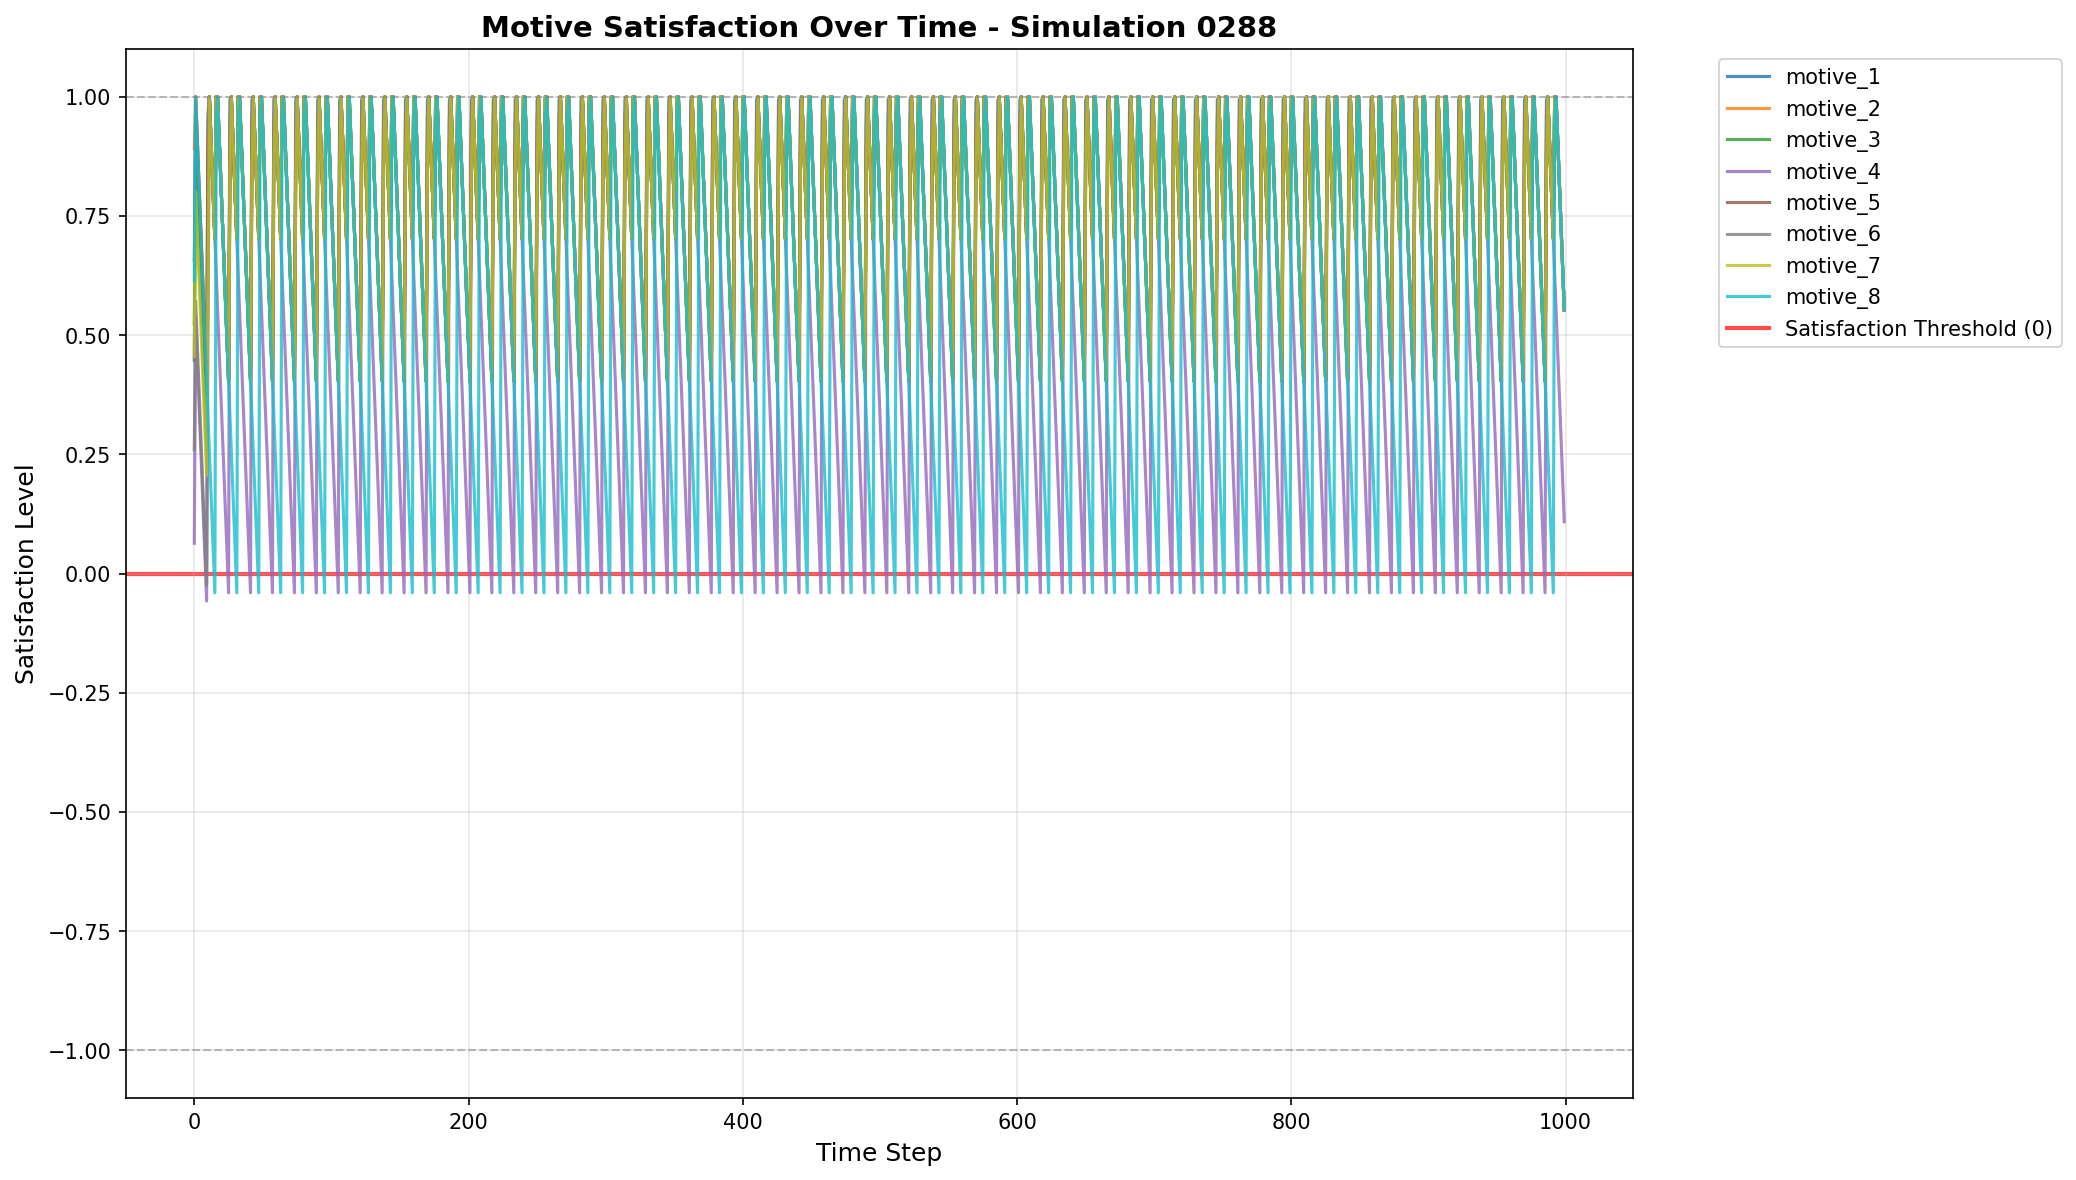 Motive Satisfaction Over Time - Simulation 0288
1.00
0.75
0.50
0.25
0.00
−0.25
−0.50
−0.75
−1.00
Satisfaction Level
0
200
400
600
800
1000
Time Step
motive_1
motive_2
motive_3
motive_4
motive_5
motive_6
motive_7
motive_8
Satisfaction Threshold (0)